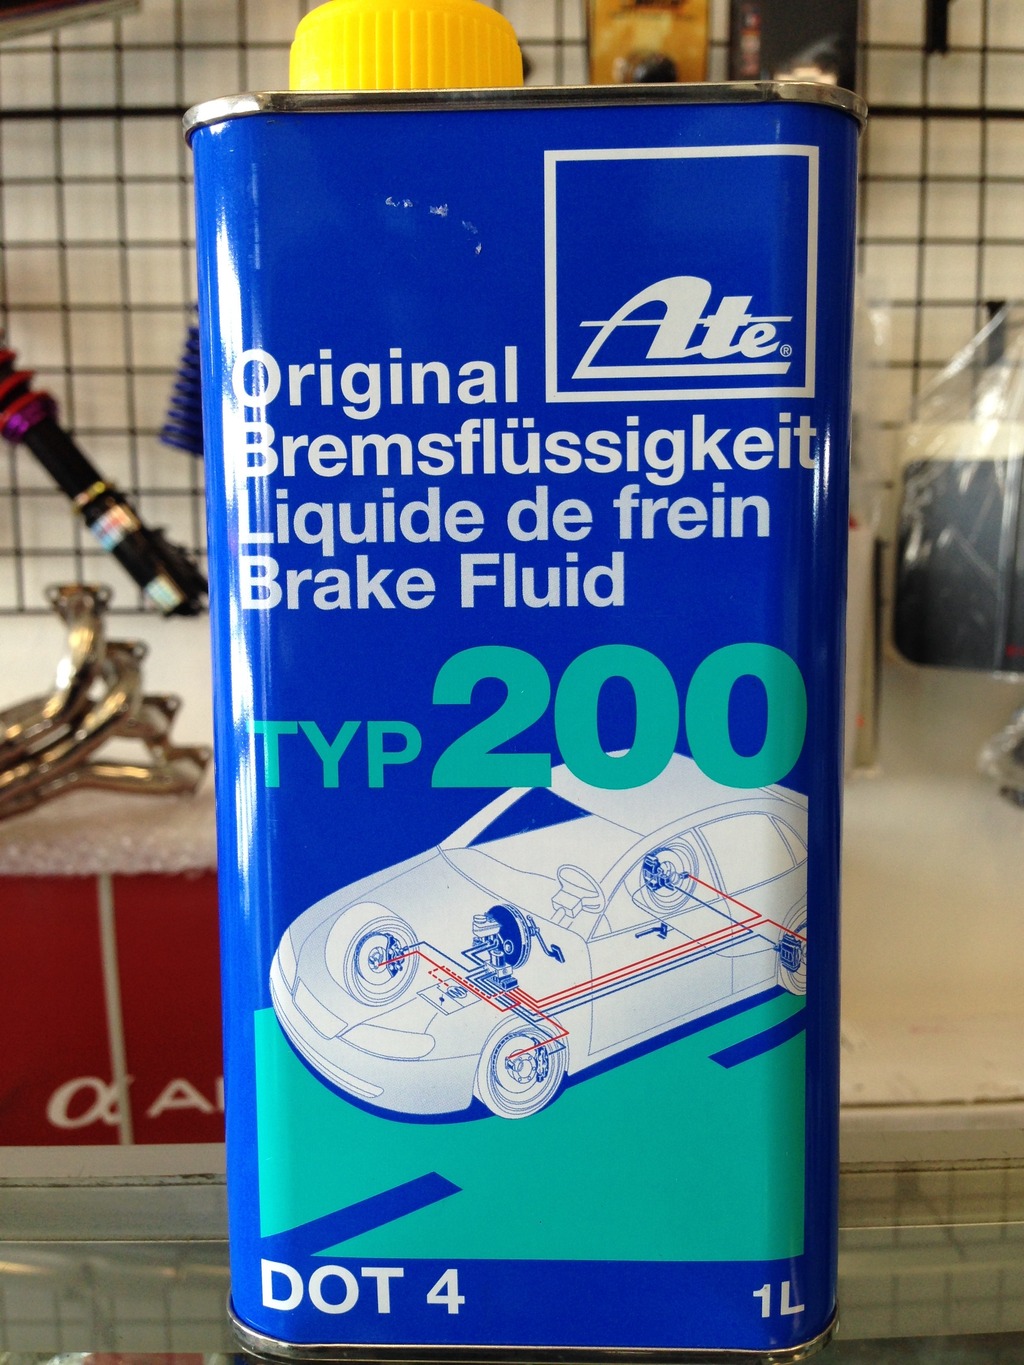 Ate®
Original
Bremsflüssigkeit
Liquide de frein
Brake Fluid
TYP 200
DOT 4
1L
α A